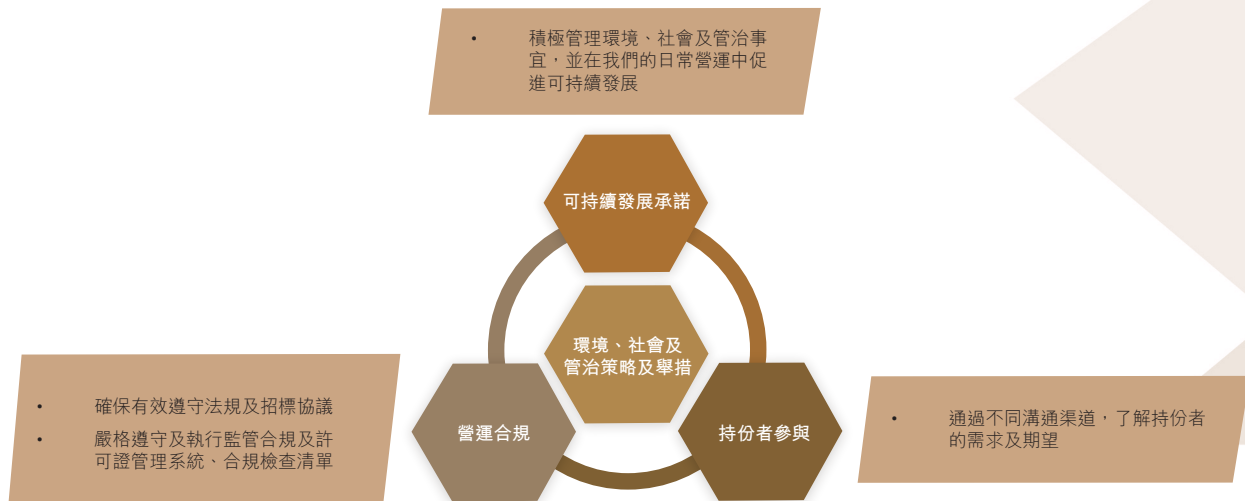 • 積極管理環境、社會及管治事
宜，並在我們的日常營運中促
進可持續發展
可持續發展承諾
環境、社會及
管治策略及舉措
• 確保有效遵守法規及招標協議
• 嚴格遵守及執行監管合規及許
可證管理系統、合規檢查清單
營運合規
持份者參與
• 通過不同溝通渠道，了解持份者
的需求及期望